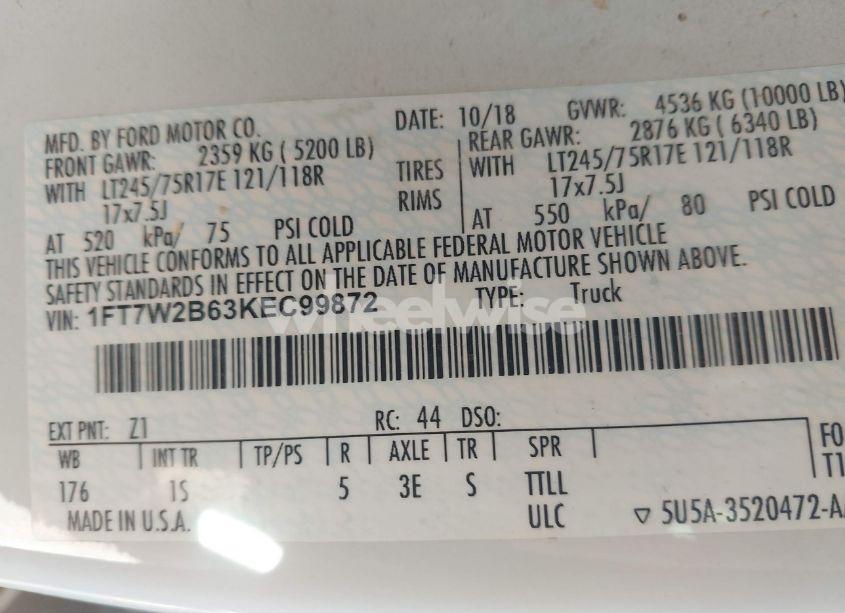 MFD. BY FORD MOTOR CO.
DATE: 10/18
GVWR: 4536 KG (10000 LB)
FRONT GAWR: 2359 KG ( 5200 LB)
REAR GAWR: 2876 KG ( 6340 LB)
WITH LT245/75R17E 121/118R
TIRES
WITH LT245/75R17E 121/118R
17x7.5J
RIMS
17x7.5J
AT 520 kPa/ 75 PSI COLD
AT 550 kPa/ 80 PSI COLD
THIS VEHICLE CONFORMS TO ALL APPLICABLE FEDERAL MOTOR VEHICLE
SAFETY STANDARDS IN EFFECT ON THE DATE OF MANUFACTURE SHOWN ABOVE.
VIN: 1FT7W2B63KEC99872
TYPE: Truck
wheelwise
EXT PNT: Z1
RC: 44 DSO:
WB INT TR TP/PS R AXLE TR SPR
176 1S 5 3E S TTLL
MADE IN U.S.A.
ULC
5U5A-3520472-A
FO
T1